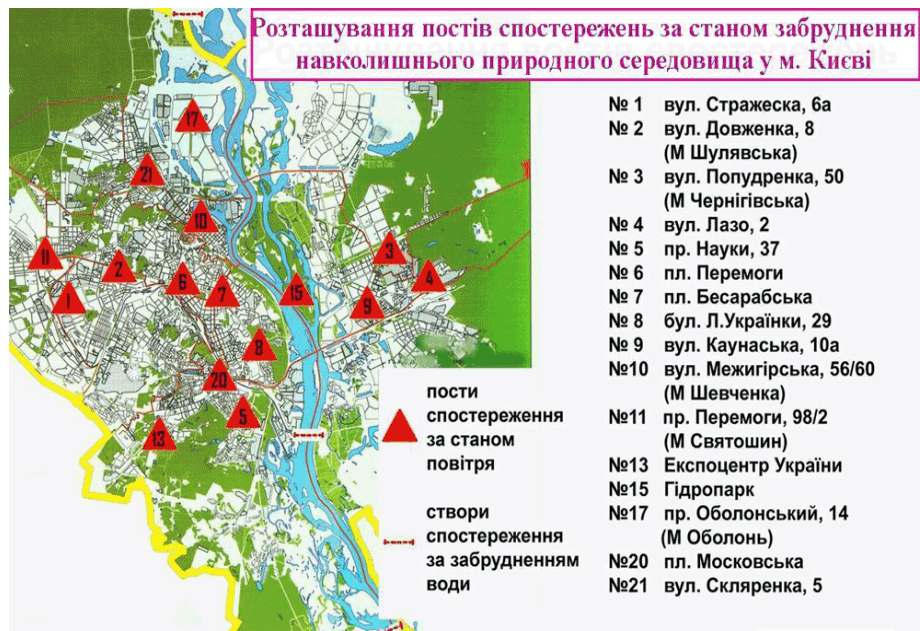 Розташування постів спостережень за станом забруднення
навколишнього природного середовища у м. Києві
№ 1 вул. Стражеска, 6а
№ 2 вул. Довженка, 8
(М Шулявська)
№ 3 вул. Попудренка, 50
(М Чернігівська)
№ 4 вул. Лазо, 2
№ 5 пр. Науки, 37
№ 6 пл. Перемоги
№ 7 пл. Бесарабська
№ 8 бул. Л.Українки, 29
№ 9 вул. Каунаська, 10а
№10 вул. Межигірська, 56/60
(М Шевченка)
№11 пр. Перемоги, 98/2
(М Святошин)
№13 Експоцентр України
№15 Гідропарк
№17 пр. Оболонський, 14
(М Оболонь)
№20 пл. Московська
№21 вул. Скляренка, 5
17
21
10
11
2
3
6
4
1
7
15
9
8
20
5
13
пости
спостереження
за станом
повітря
створи
спостереження
за забрудненням
води